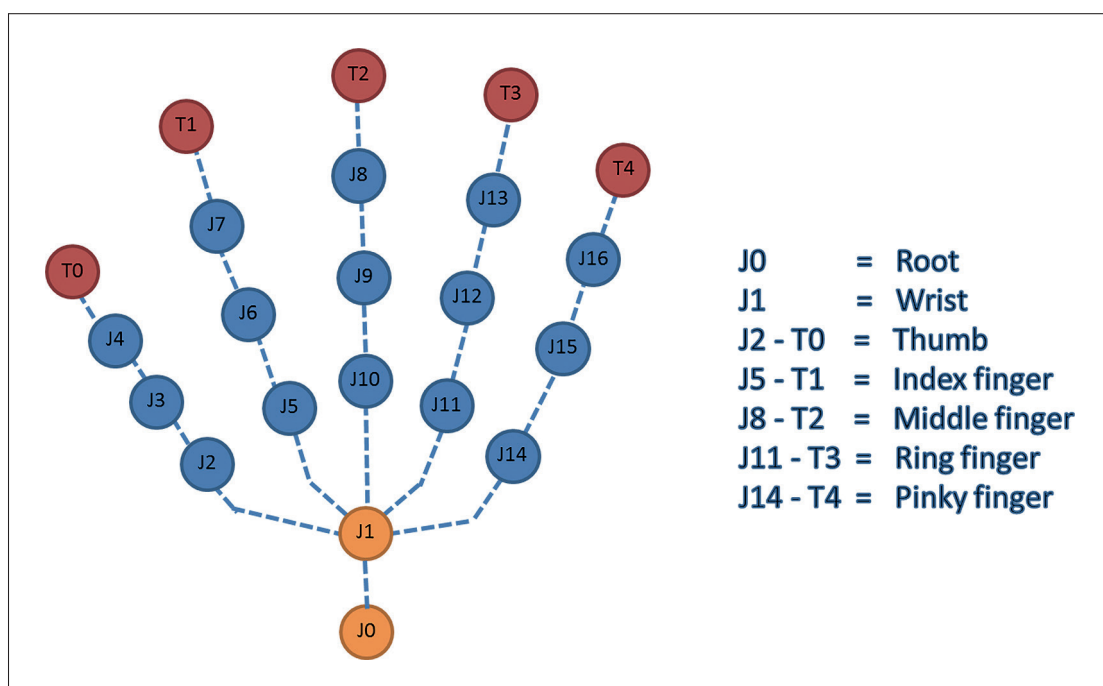 T2
T3
T1
T4
J8
J13
J7
J16
T0
J9
J12
J6
J4
J15
J10
J3
J11
J5
J14
J2
J1
J0
J0 = Root
J1 = Wrist
J2 - T0 = Thumb
J5 - T1 = Index finger
J8 - T2 = Middle finger
J11 - T3 = Ring finger
J14 - T4 = Pinky finger